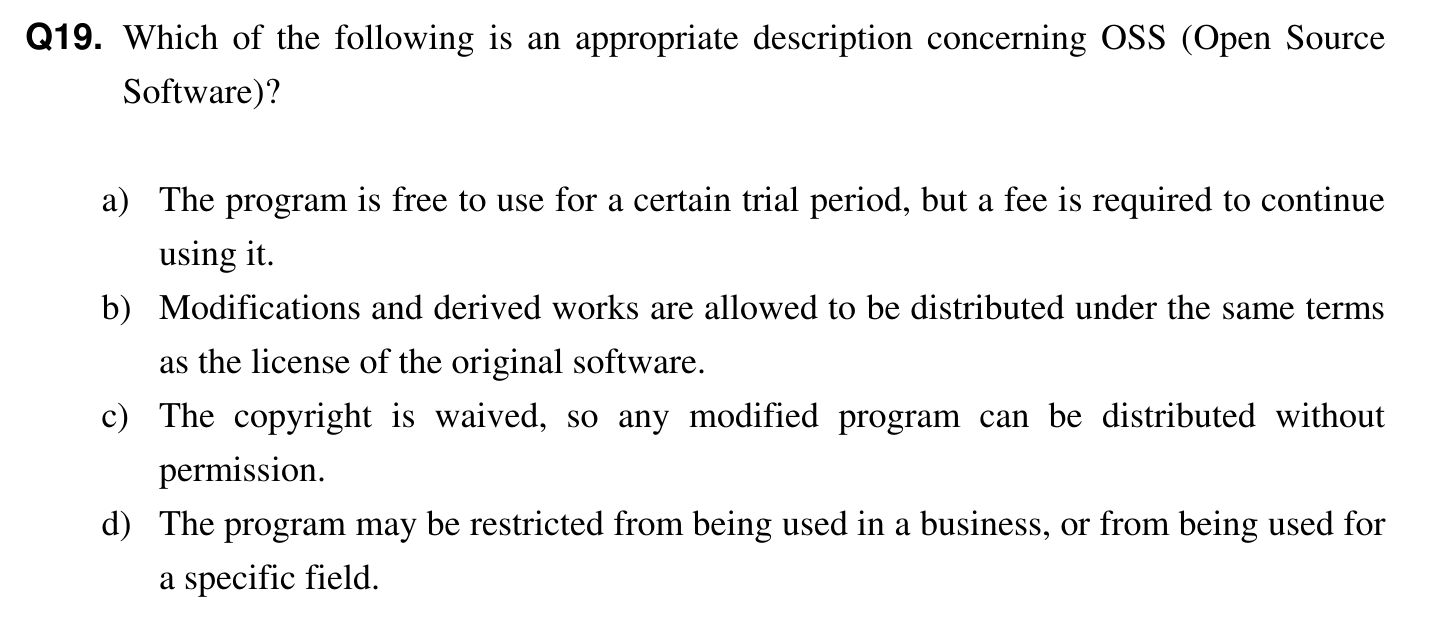 Q19. Which of the following is an appropriate description concerning OSS (Open Source
Software)?
a) The program is free to use for a certain trial period, but a fee is required to continue
using it.
b) Modifications and derived works are allowed to be distributed under the same terms
as the license of the original software.
c) The copyright is waived, so any modified program can be distributed without
permission.
d) The program may be restricted from being used in a business, or from being used for
a specific field.